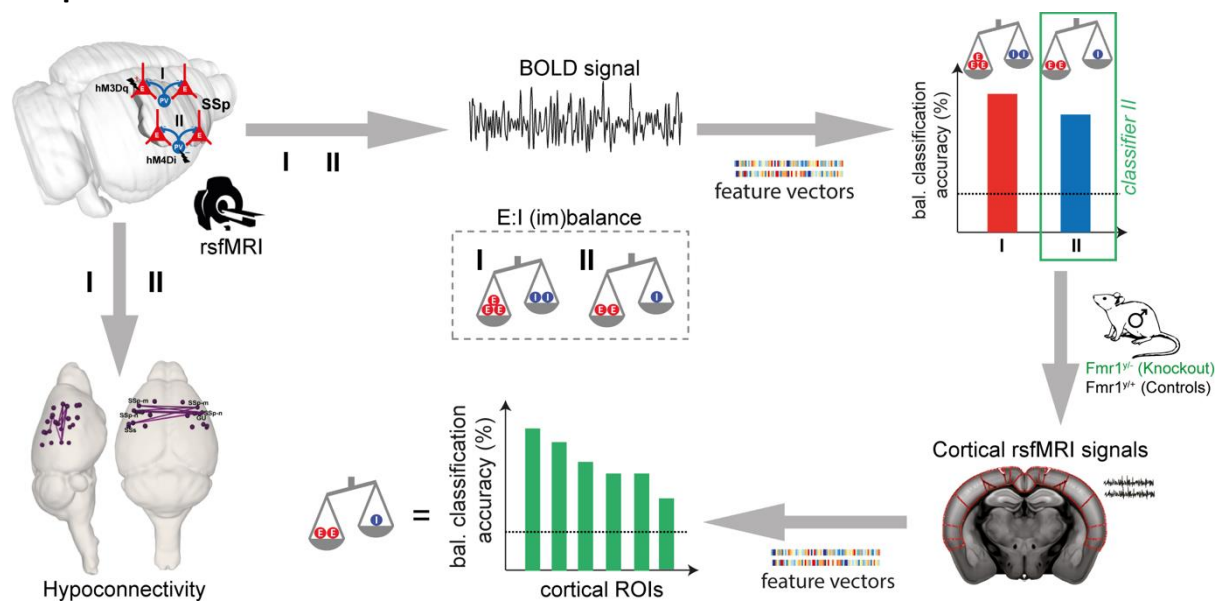 I
hM3Dq
E
E
PV
SSp
II
E
E
PV
hM4Di
rsfMRI
I II
BOLD signal
feature vectors
E:I (im)balance
I
II
E
E E
I I
E E
I
E
E E
I I
E E
I
bal. classification
accuracy (%)
I
II
classifier II
I II
Fmr1y/- (Knockout)
Fmr1y/+ (Controls)
Cortical rsfMRI signals
feature vectors
bal. classification
accuracy (%)
cortical ROIs
E E
I
=
SSp-m
SSp-m
SSp-n
SSp-n
GU
SSs
Hypoconnectivity